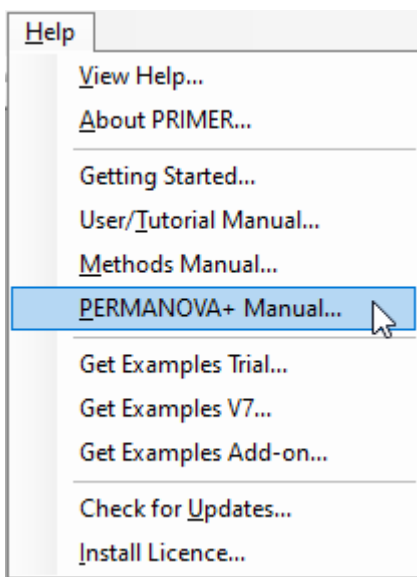 Help
View Help...
About PRIMER...
Getting Started...
User/Tutorial Manual...
Methods Manual...
PERMANOVA+ Manual...
Get Examples Trial...
Get Examples V7...
Get Examples Add-on...
Check for Updates...
Install Licence...